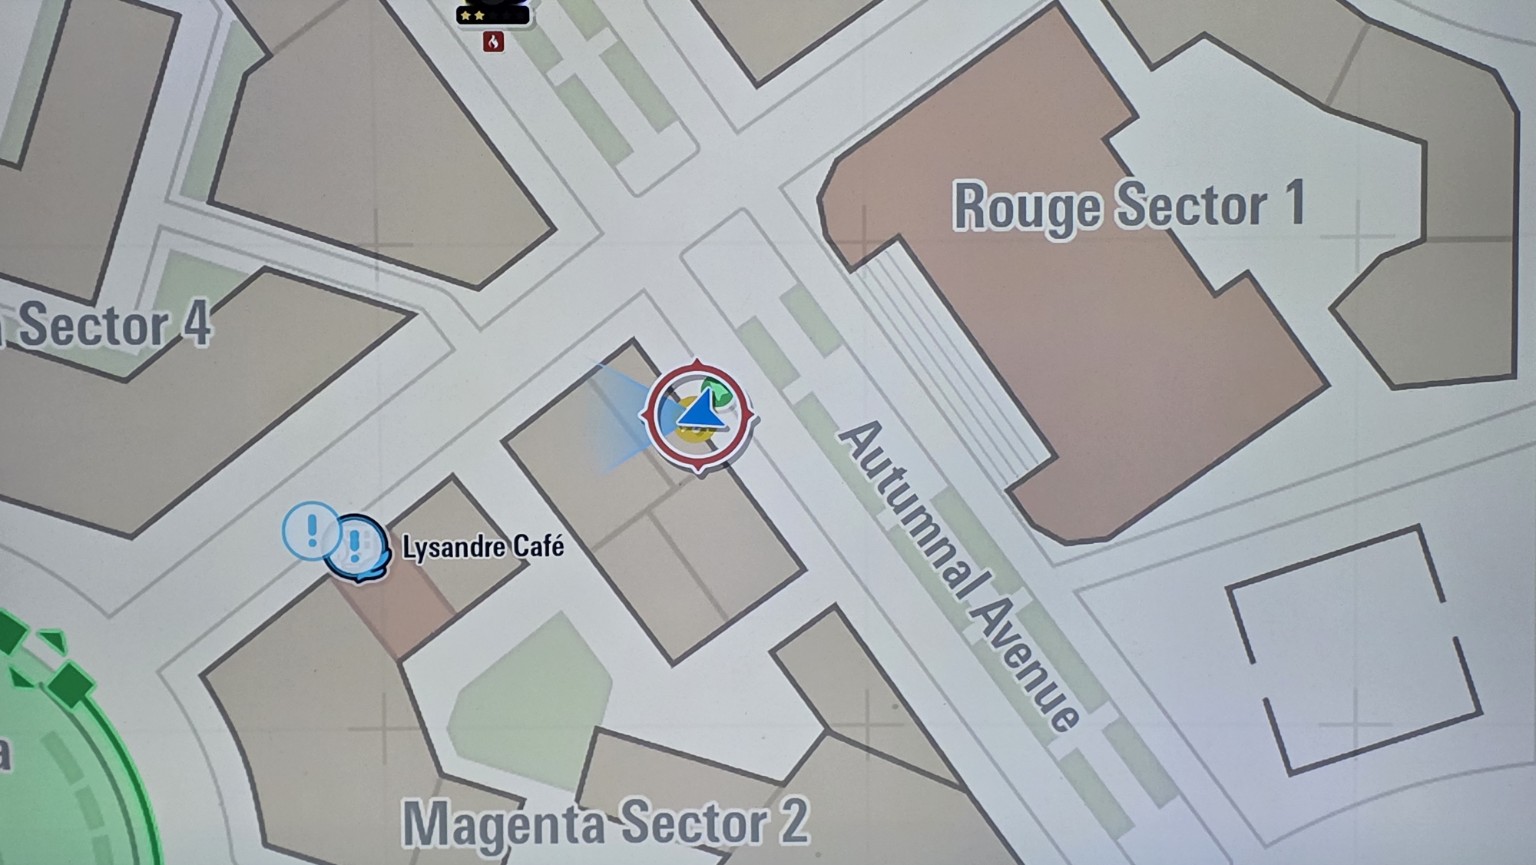 Rouge Sector 1
Sector 4
Autumnal Avenue
! ! Lysandre Café
a
Magenta Sector 2